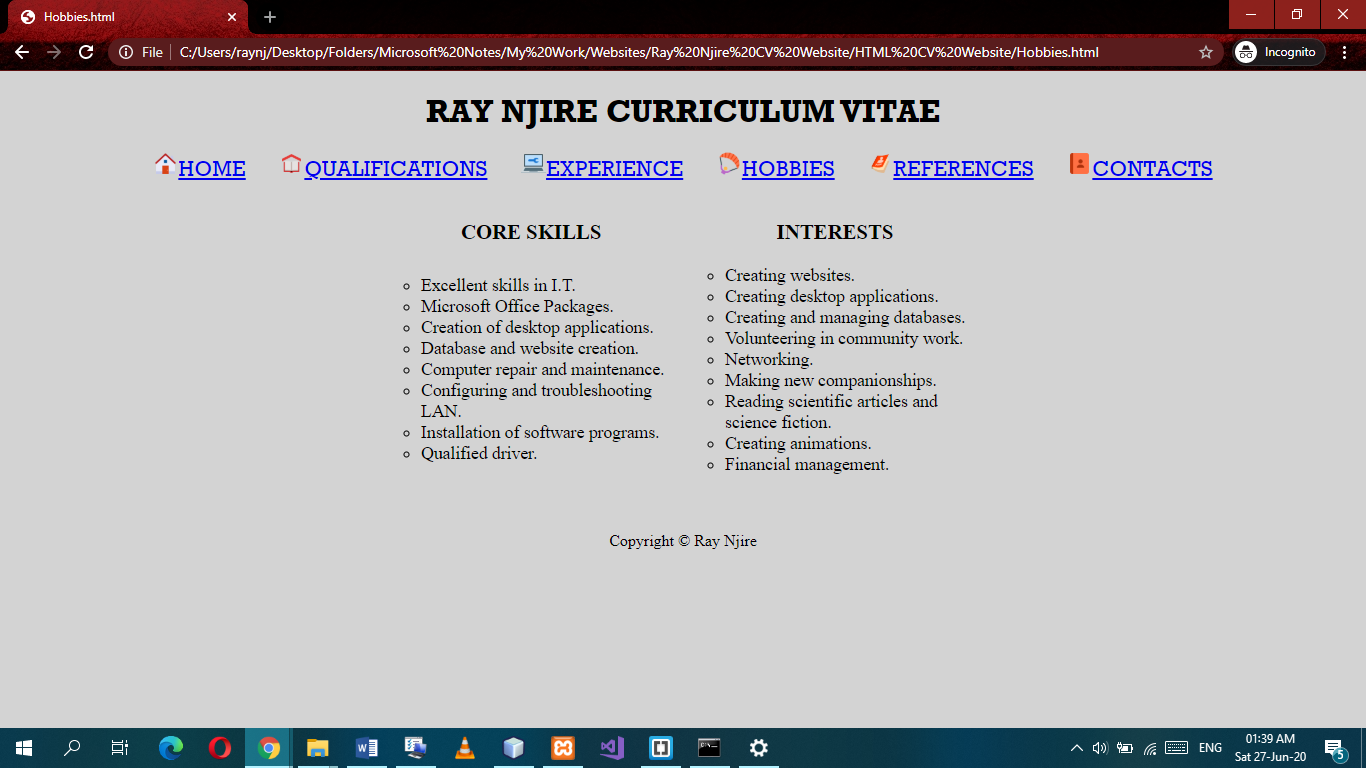 Hobbies.html
File C:/Users/raynj/Desktop/Folders/Microsoft%20Notes/My%20Work/Websites/Ray%20Njire%20CV%20Website/HTML%20CV%20Website/Hobbies.html
Incognito
RAY NJIRE CURRICULUM VITAE
HOME QUALIFICATIONS EXPERIENCE HOBBIES REFERENCES CONTACTS
CORE SKILLS
Excellent skills in I.T.
Microsoft Office Packages.
Creation of desktop applications.
Database and website creation.
Computer repair and maintenance.
Configuring and troubleshooting
LAN.
Installation of software programs.
Qualified driver.
INTERESTS
Creating websites.
Creating desktop applications.
Creating and managing databases.
Volunteering in community work.
Networking.
Making new companionships.
Reading scientific articles and
science fiction.
Creating animations.
Financial management.
Copyright © Ray Njire
ENG
01:39 AM
Sat 27-Jun-20
5